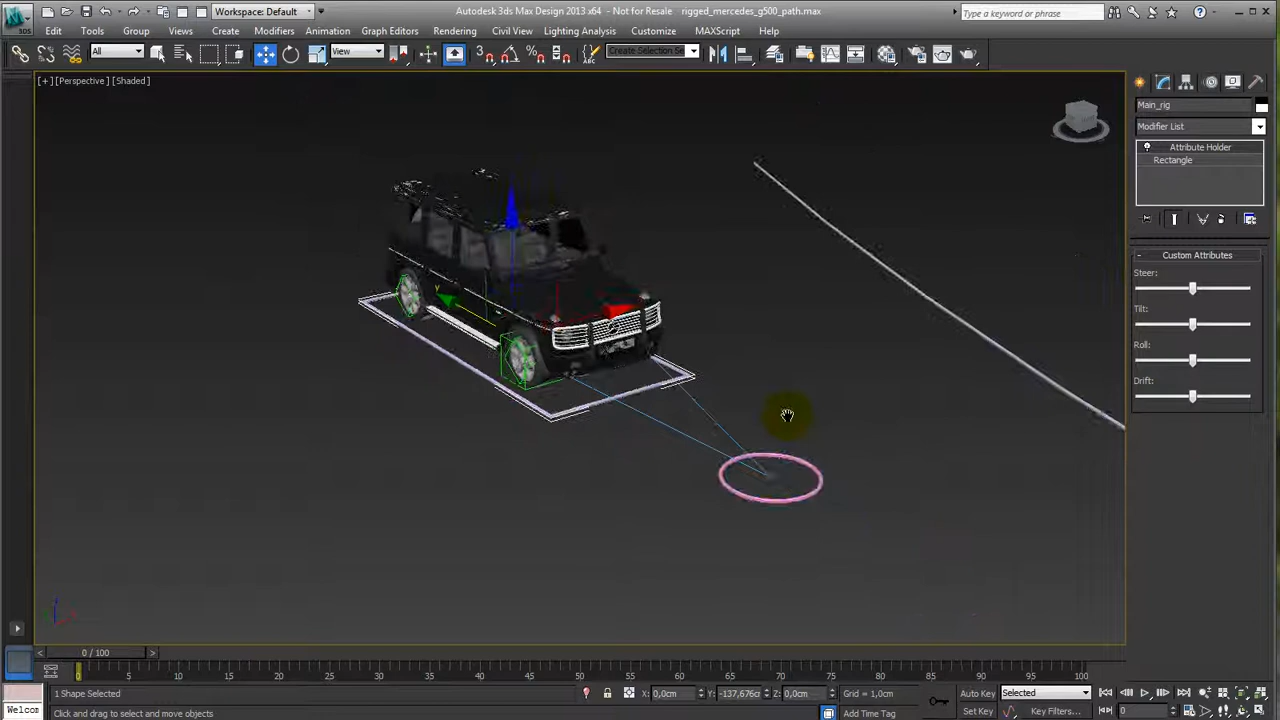 Autodesk 3ds Max Design 2013 x64 - Not for Resale rigged_mercedes_g500_path.max
Workspace: Default
Type a keyword or phrase
Edit Tools Group Views Create Modifiers Animation Graph Editors Rendering Civil View Lighting Analysis Customize MAXScript Help
All View Create Selection Se
[+] [Perspective] [Shaded]
Main_rig
Modifier List
Attribute Holder
Rectangle
Custom Attributes
Steer:
Tilt:
Roll:
Drift:
0 / 100
5 10 15 20 25 30 35 40 45 50 55 60 65 70 75 80 85 90 95 100
1 Shape Selected X: 0,0cm Y: -137,676cm Z: 0,0cm Grid = 1,0cm Auto Key Selected
Welcom Click and drag to select and move objects Add Time Tag Set Key Key Filters... 0